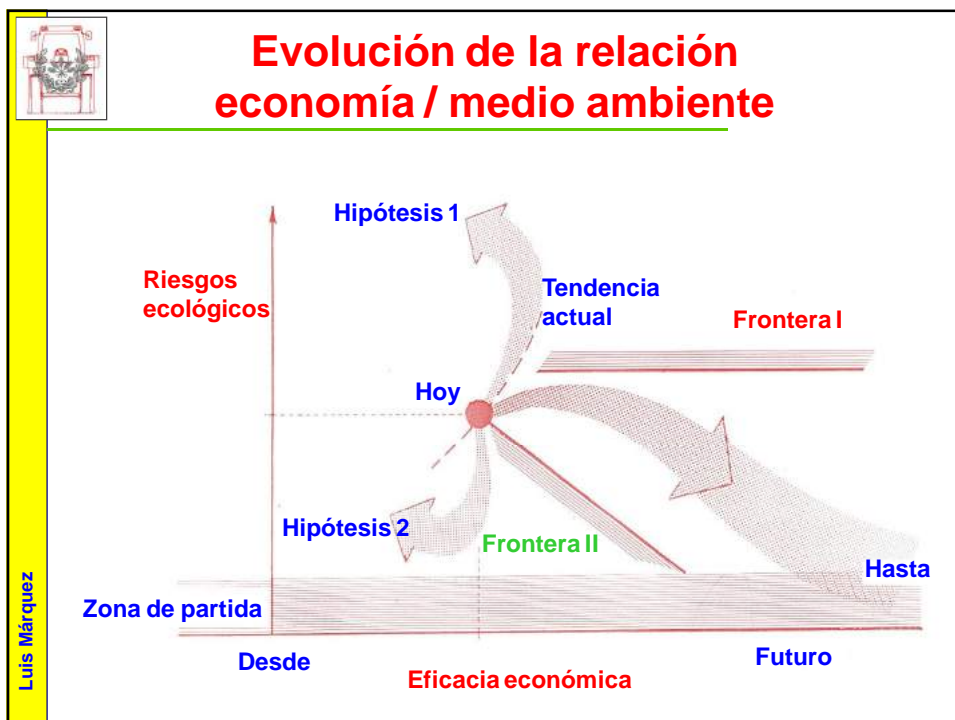 Evolución de la relación
economía / medio ambiente
Hipótesis 1
Riesgos
ecológicos
Tendencia
actual
Frontera I
Hoy
Hipótesis 2
Frontera II
Hasta
Zona de partida
Desde
Futuro
Eficacia económica
Luis Márquez